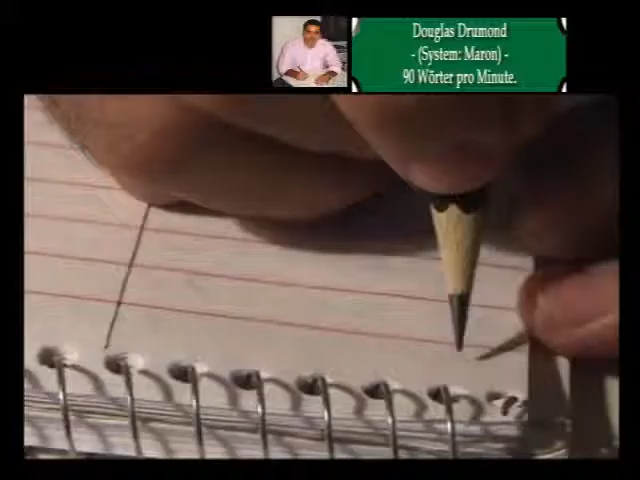 Douglas Drumond
- (System: Maron) -
90 Wörter pro Minute.